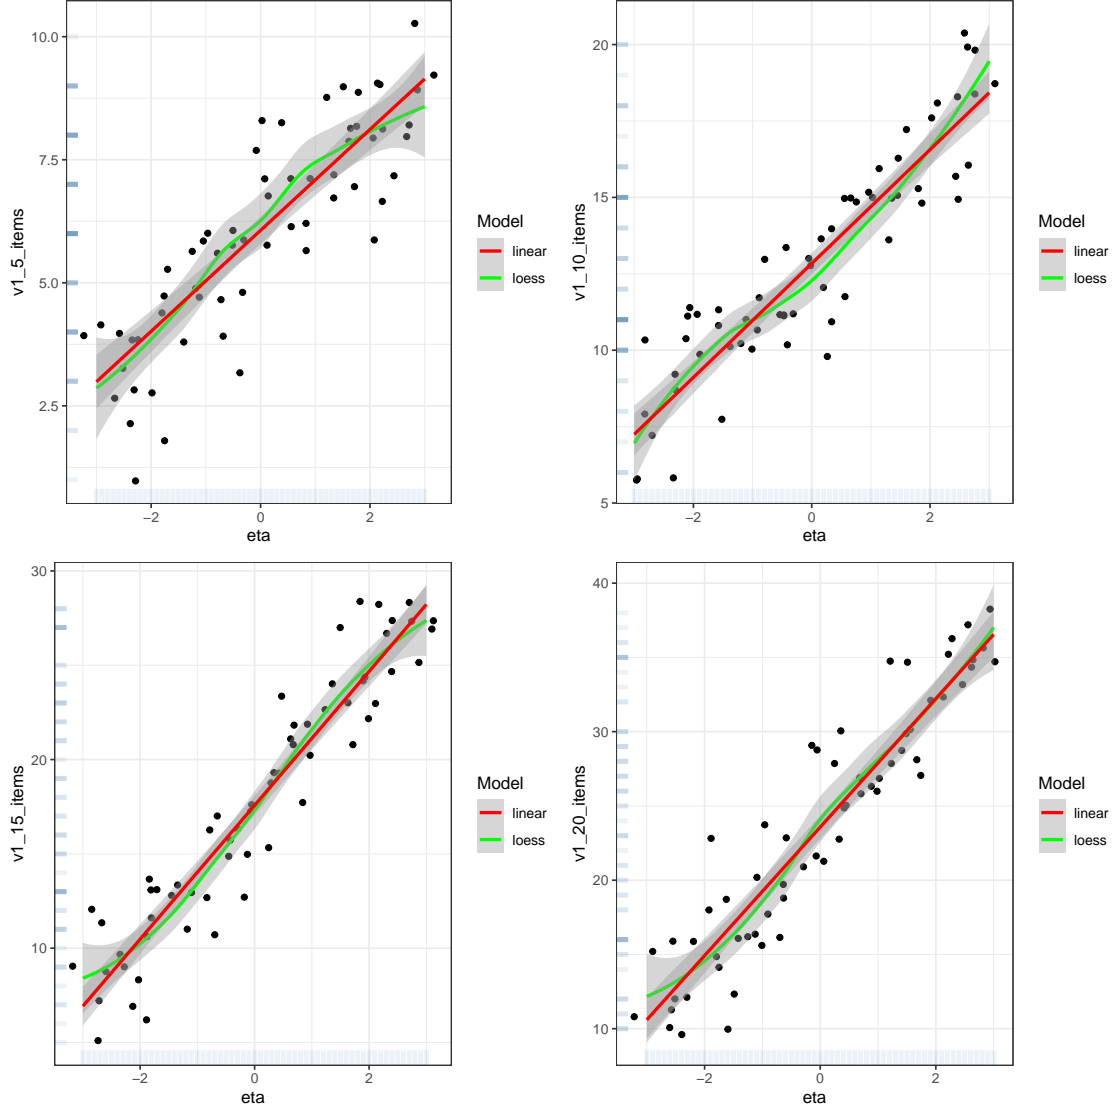 10.0
7.5
5.0
2.5
v1_5_items
−2
0
2
eta
Model
linear
loess
20
15
10
5
v1_10_items
−2
0
2
eta
Model
linear
loess
30
20
10
v1_15_items
−2
0
2
eta
Model
linear
loess
40
30
20
10
v1_20_items
−2
0
2
eta
Model
linear
loess